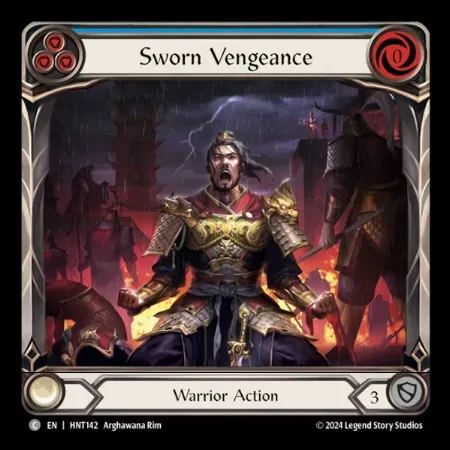 Sworn Vengeance
0
Warrior Action
3
C EN | HNT142 Arghawana Rim
© 2024 Legend Story Studios